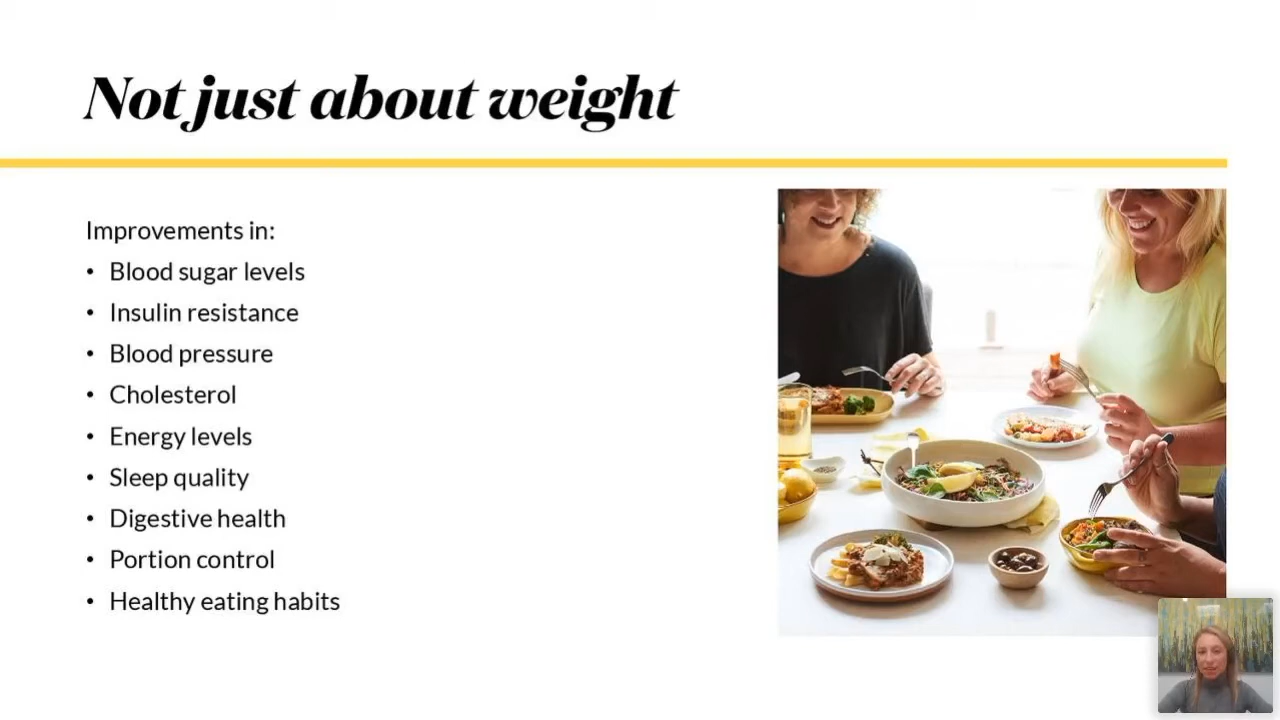 Not just about weight
Improvements in:
• Blood sugar levels
• Insulin resistance
• Blood pressure
• Cholesterol
• Energy levels
• Sleep quality
• Digestive health
• Portion control
• Healthy eating habits